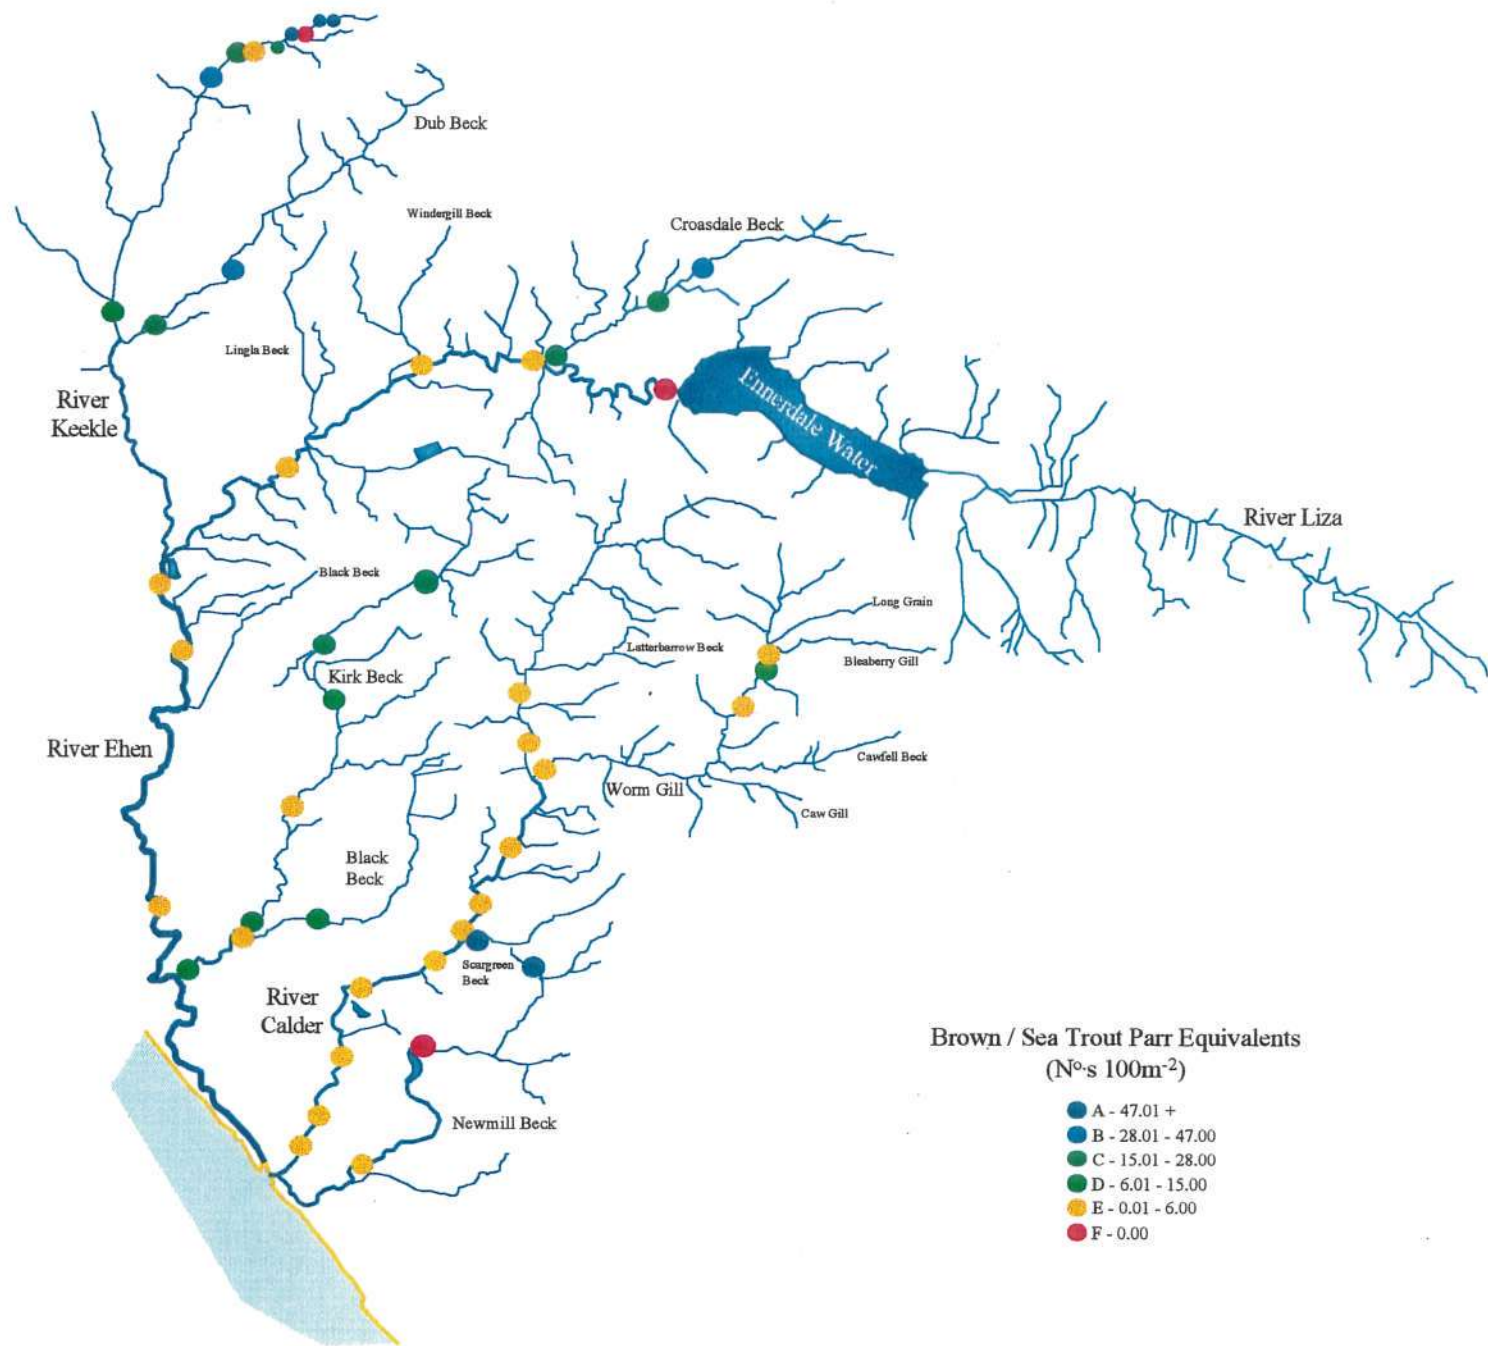 Dub Beck
Windergill Beck
Croasdale Beck
Lingla Beck
River
Keekle
Ennerdale Water
River Liza
Black Beck
Long Grain
Latterbarrow Beck
Bleaberry Gill
Kirk Beck
River Ehen
Cawfell Beck
Worm Gill
Caw Gill
Black
Beck
Scargreen
Beck
River
Calder
Newmill Beck
Brown / Sea Trout Parr Equivalents
(Nº·s 100m⁻²)
A - 47.01 +
B - 28.01 - 47.00
C - 15.01 - 28.00
D - 6.01 - 15.00
E - 0.01 - 6.00
F - 0.00